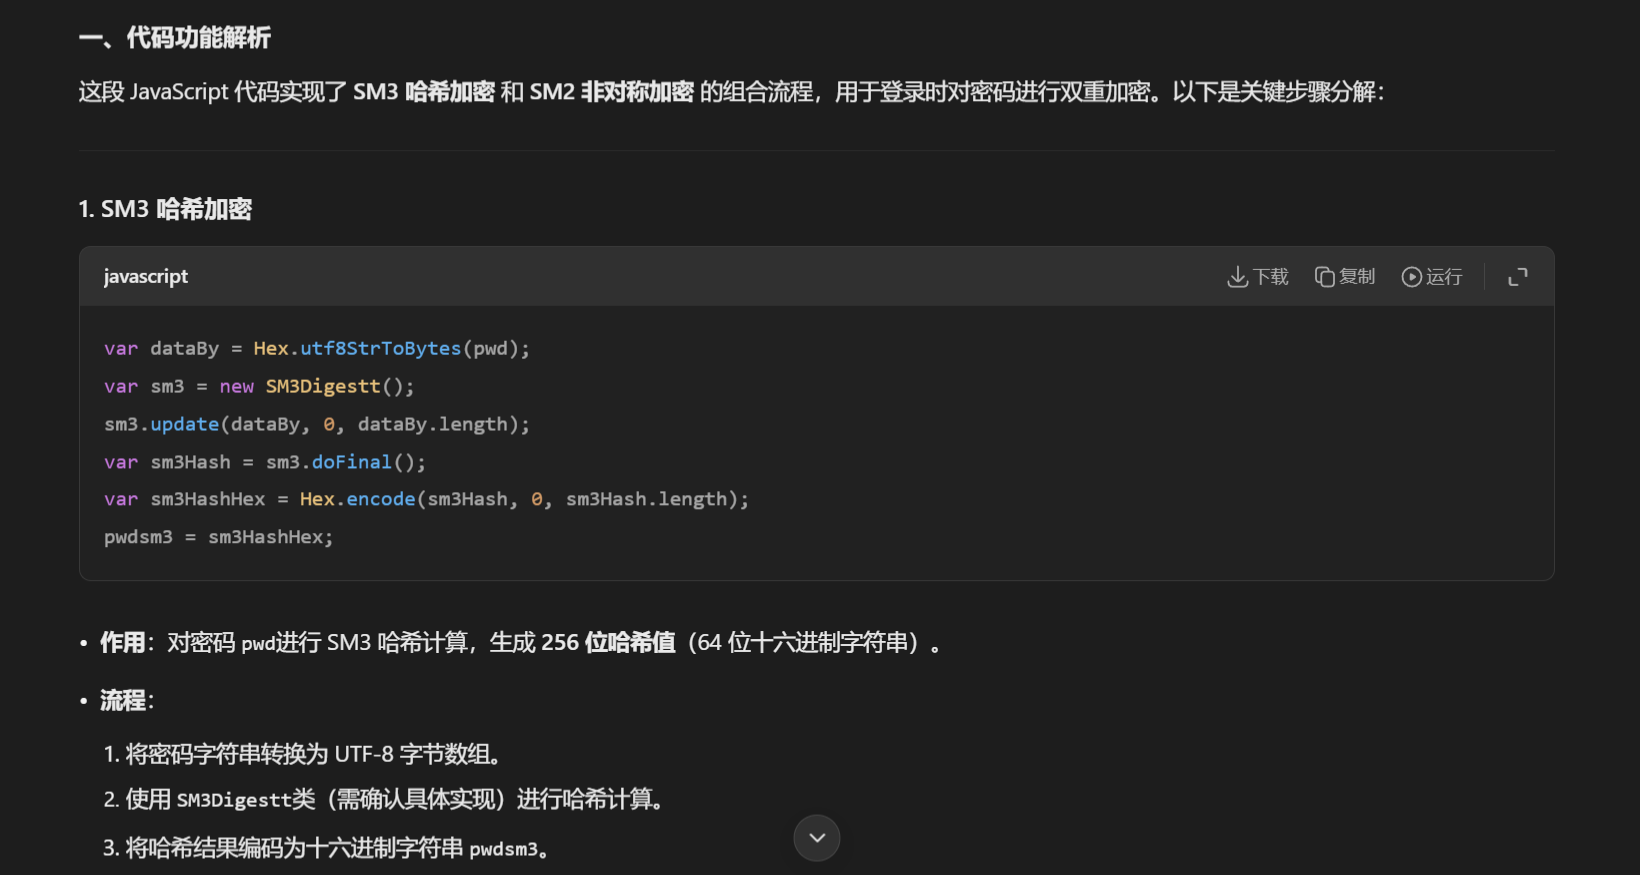 一、代码功能解析
这段 JavaScript 代码实现了 SM3 哈希加密 和 SM2 非对称加密 的组合流程，用于登录时对密码进行双重加密。以下是关键步骤分解：
1. SM3 哈希加密
javascript 下载 复制 运行
var dataBy = Hex.utf8StrToBytes(pwd);
var sm3 = new SM3Digestt();
sm3.update(dataBy, 0, dataBy.length);
var sm3Hash = sm3.doFinal();
var sm3HashHex = Hex.encode(sm3Hash, 0, sm3Hash.length);
pwdsm3 = sm3HashHex;
• 作用：对密码 pwd进行 SM3 哈希计算，生成 256 位哈希值（64 位十六进制字符串）。
• 流程：
1. 将密码字符串转换为 UTF-8 字节数组。
2. 使用 SM3Digestt类（需确认具体实现）进行哈希计算。
3. 将哈希结果编码为十六进制字符串 pwdsm3。